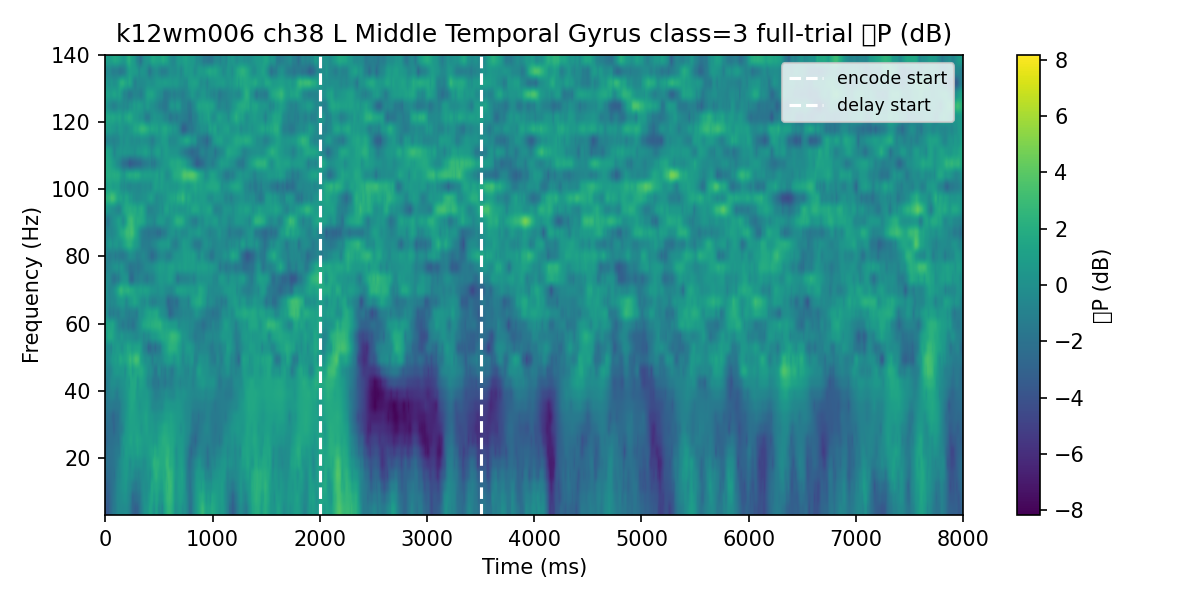 k12wm006 ch38 L Middle Temporal Gyrus class=3 full-trial ▯P (dB)
140
120
100
80
60
40
20
Frequency (Hz)
0 1000 2000 3000 4000 5000 6000 7000 8000
Time (ms)
encode start
delay start
8
6
4
2
0
−2
−4
−6
−8
▯P (dB)